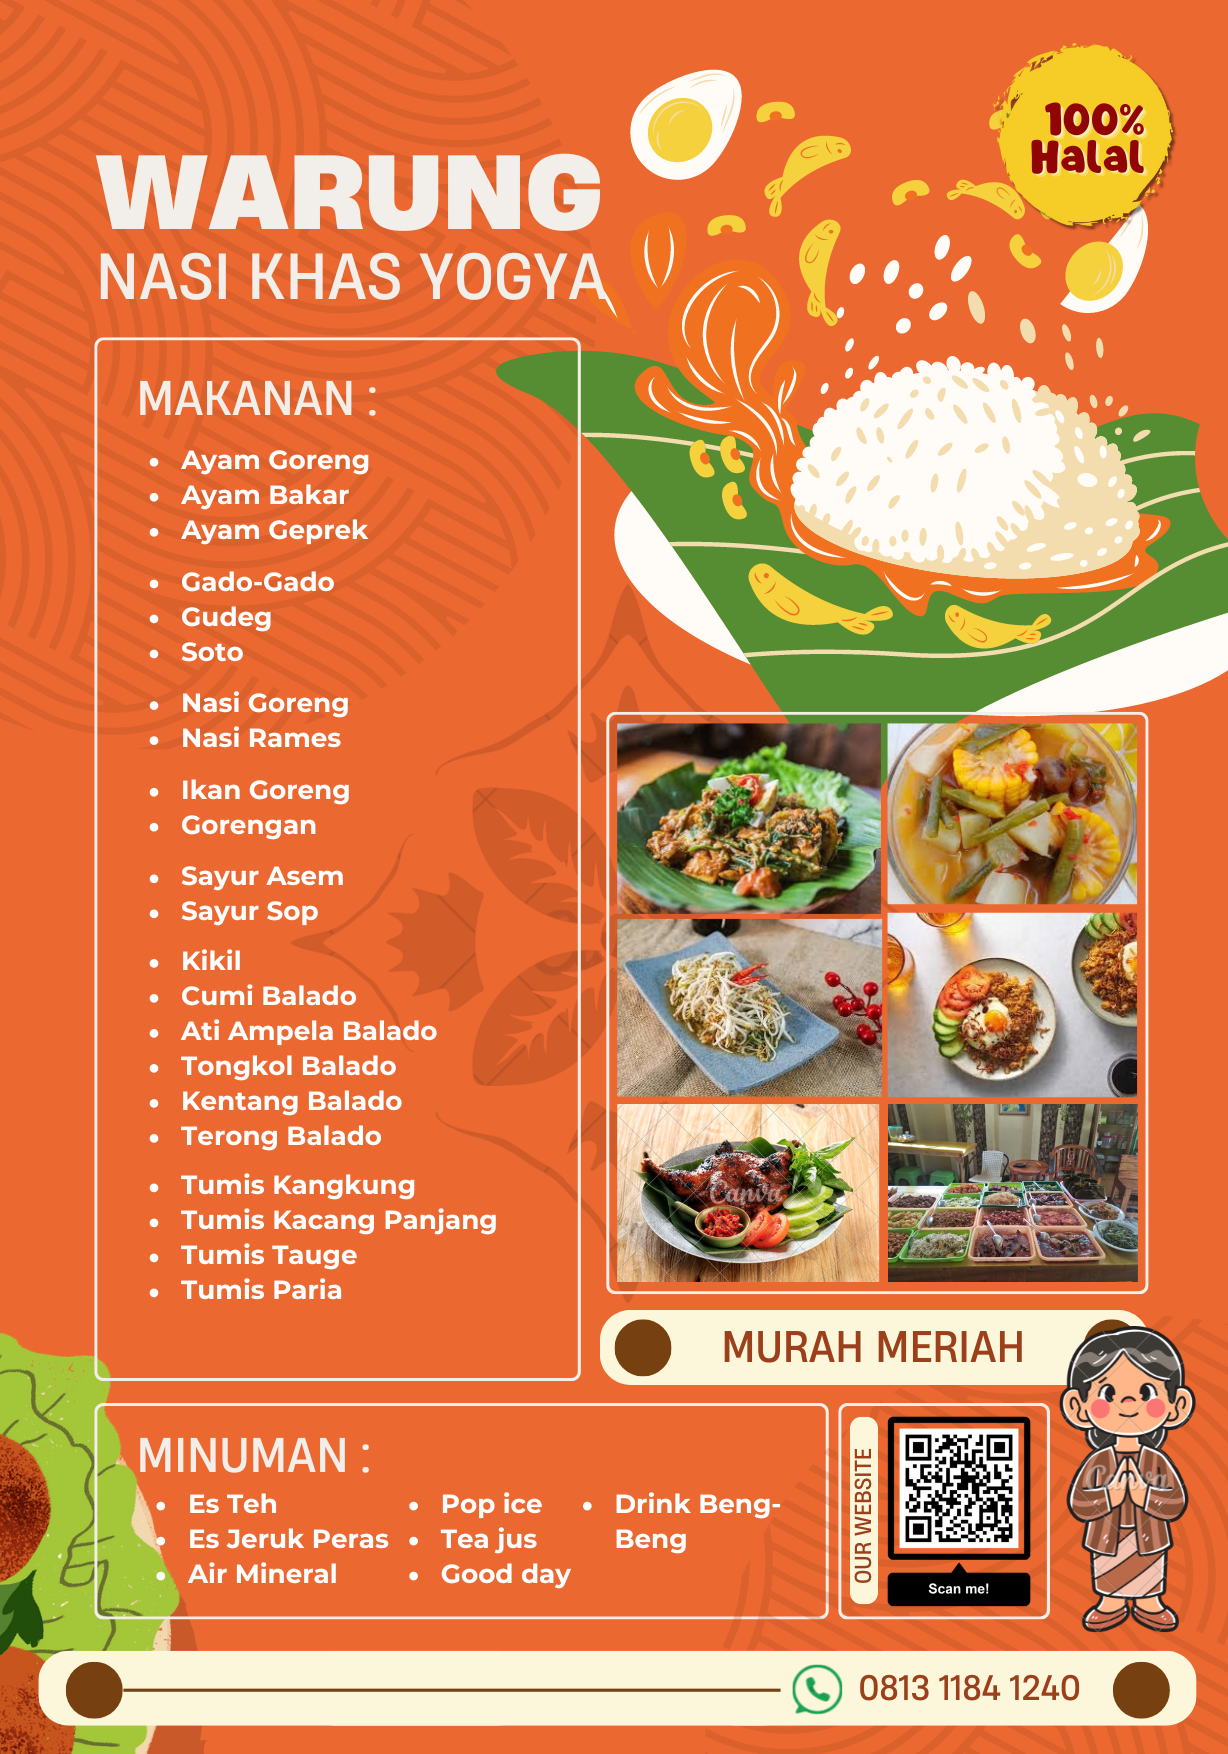 100%
Halal
WARUNG
NASI KHAS YOGYA
MAKANAN :
• Ayam Goreng
• Ayam Bakar
• Ayam Geprek
• Gado-Gado
• Gudeg
• Soto
• Nasi Goreng
• Nasi Rames
• Ikan Goreng
• Gorengan
• Sayur Asem
• Sayur Sop
• Kikil
• Cumi Balado
• Ati Ampela Balado
• Tongkol Balado
• Kentang Balado
• Terong Balado
• Tumis Kangkung
• Tumis Kacang Panjang
• Tumis Tauge
• Tumis Paria
Canva
MURAH MERIAH
MINUMAN :
• Es Teh
• Es Jeruk Peras
• Air Mineral
• Pop ice
• Tea jus
• Good day
• Drink Beng-
Beng
OUR WEBSITE
Scan me!
Canva
0813 1184 1240